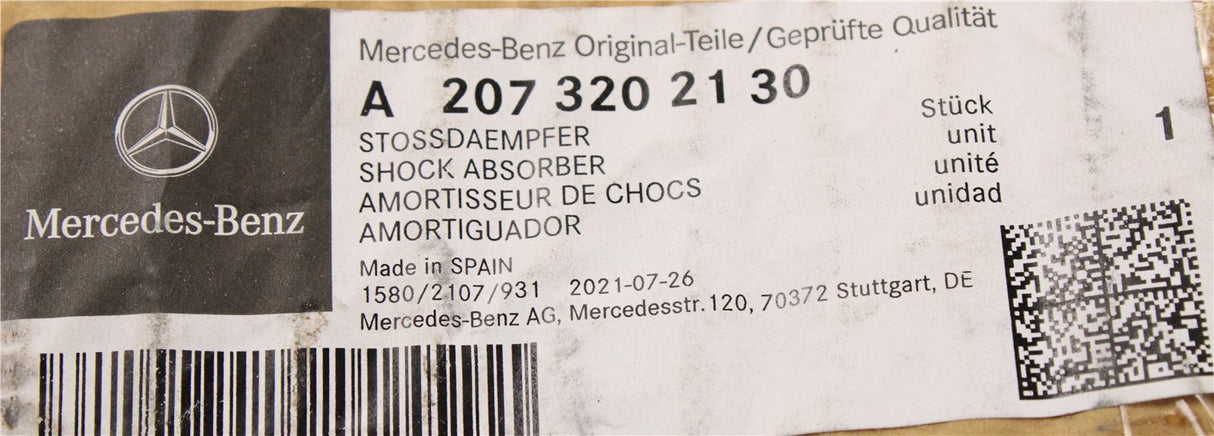 Mercedes-Benz
Mercedes-Benz Original-Teile/Geprüfte Qualität
A 207 320 21 30
STOSSDAEMPFER
SHOCK ABSORBER
AMORTISSEUR DE CHOCS
AMORTIGUADOR
Stück
unit
unité
unidad
1
Made in SPAIN
1580/2107/931 2021-07-26
Mercedes-Benz AG, Mercedesstr.120, 70372 Stuttgart, DE